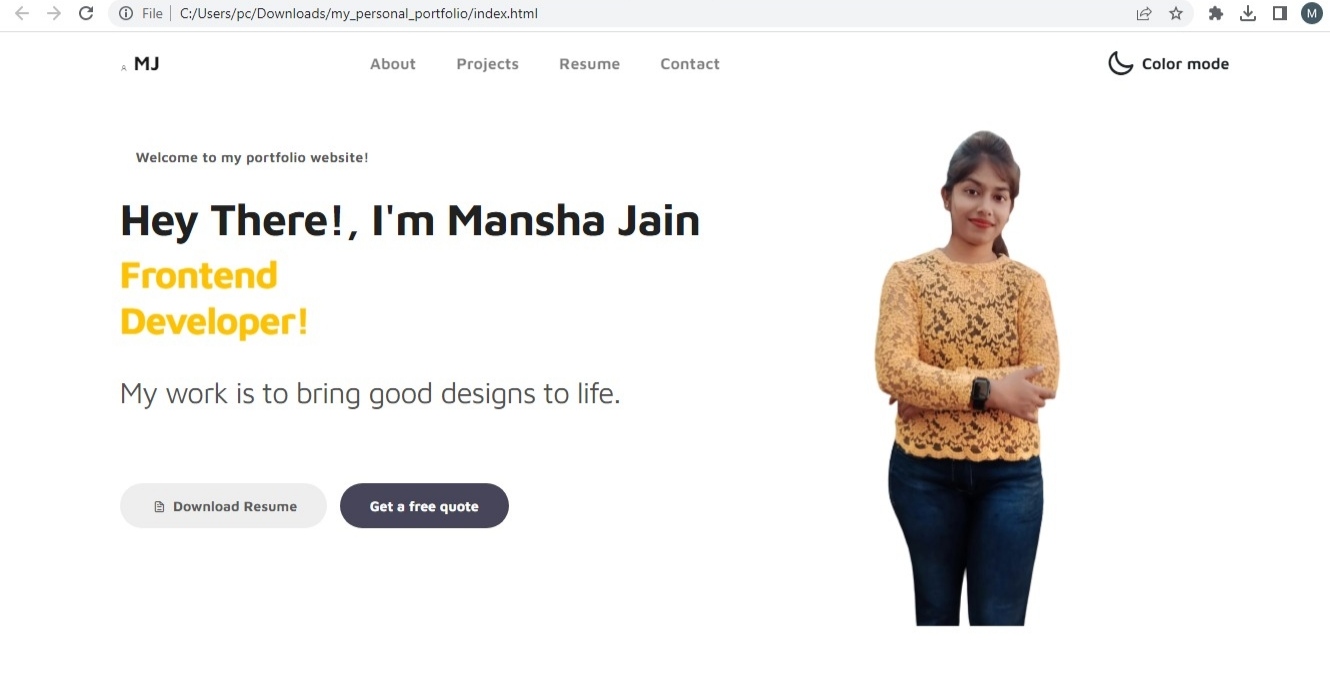 File C:/Users/pc/Downloads/my_personal_portfolio/index.html M
MJ About Projects Resume Contact Color mode
Welcome to my portfolio website!
Hey There!, I'm Mansha Jain
Frontend
Developer!
My work is to bring good designs to life.
Download Resume Get a free quote